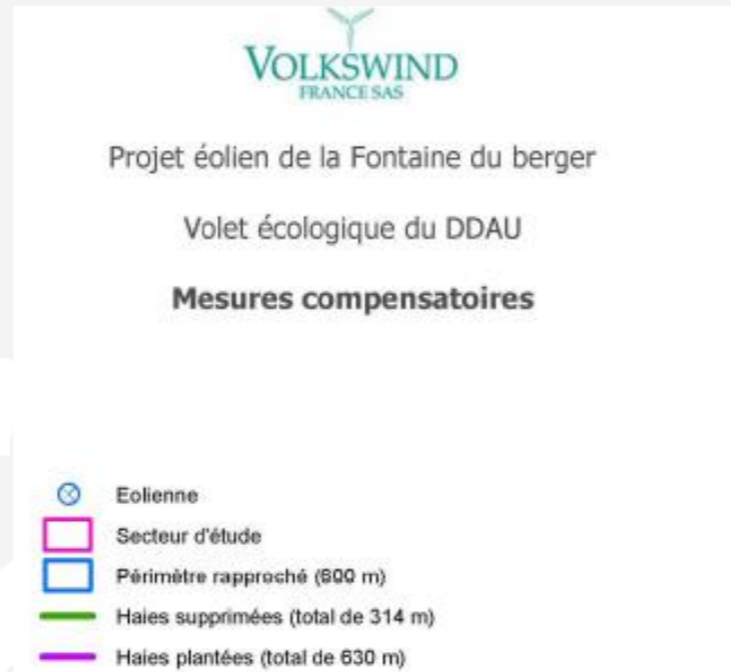 VOLKSWIND
FRANCE SAS
Projet éolien de la Fontaine du berger
Volet écologique du DDAU
Mesures compensatoires
Eolienne
Secteur d'étude
Périmètre rapproché (600 m)
Haies supprimées (total de 314 m)
Haies plantées (total de 630 m)